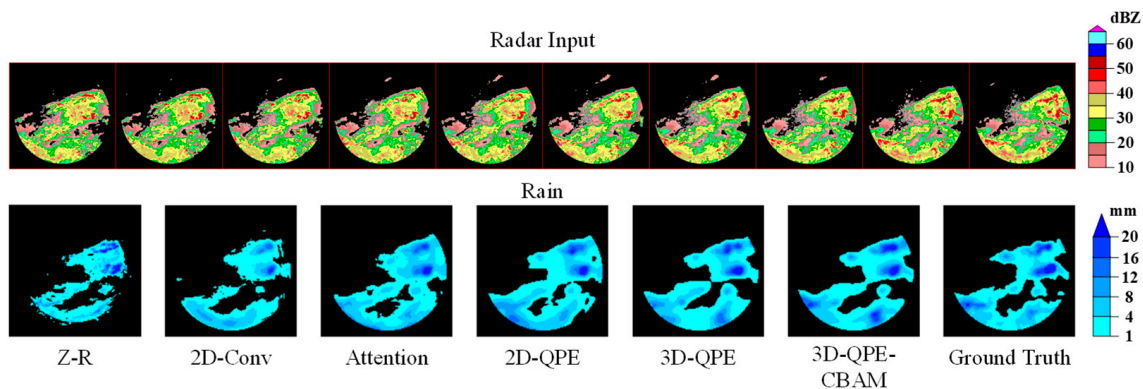 dBZ
Radar Input
60
50
40
30
20
10
Rain
mm
20
16
12
8
4
1
Z-R
2D-Conv
Attention
2D-QPE
3D-QPE
3D-QPE-
CBAM
Ground Truth